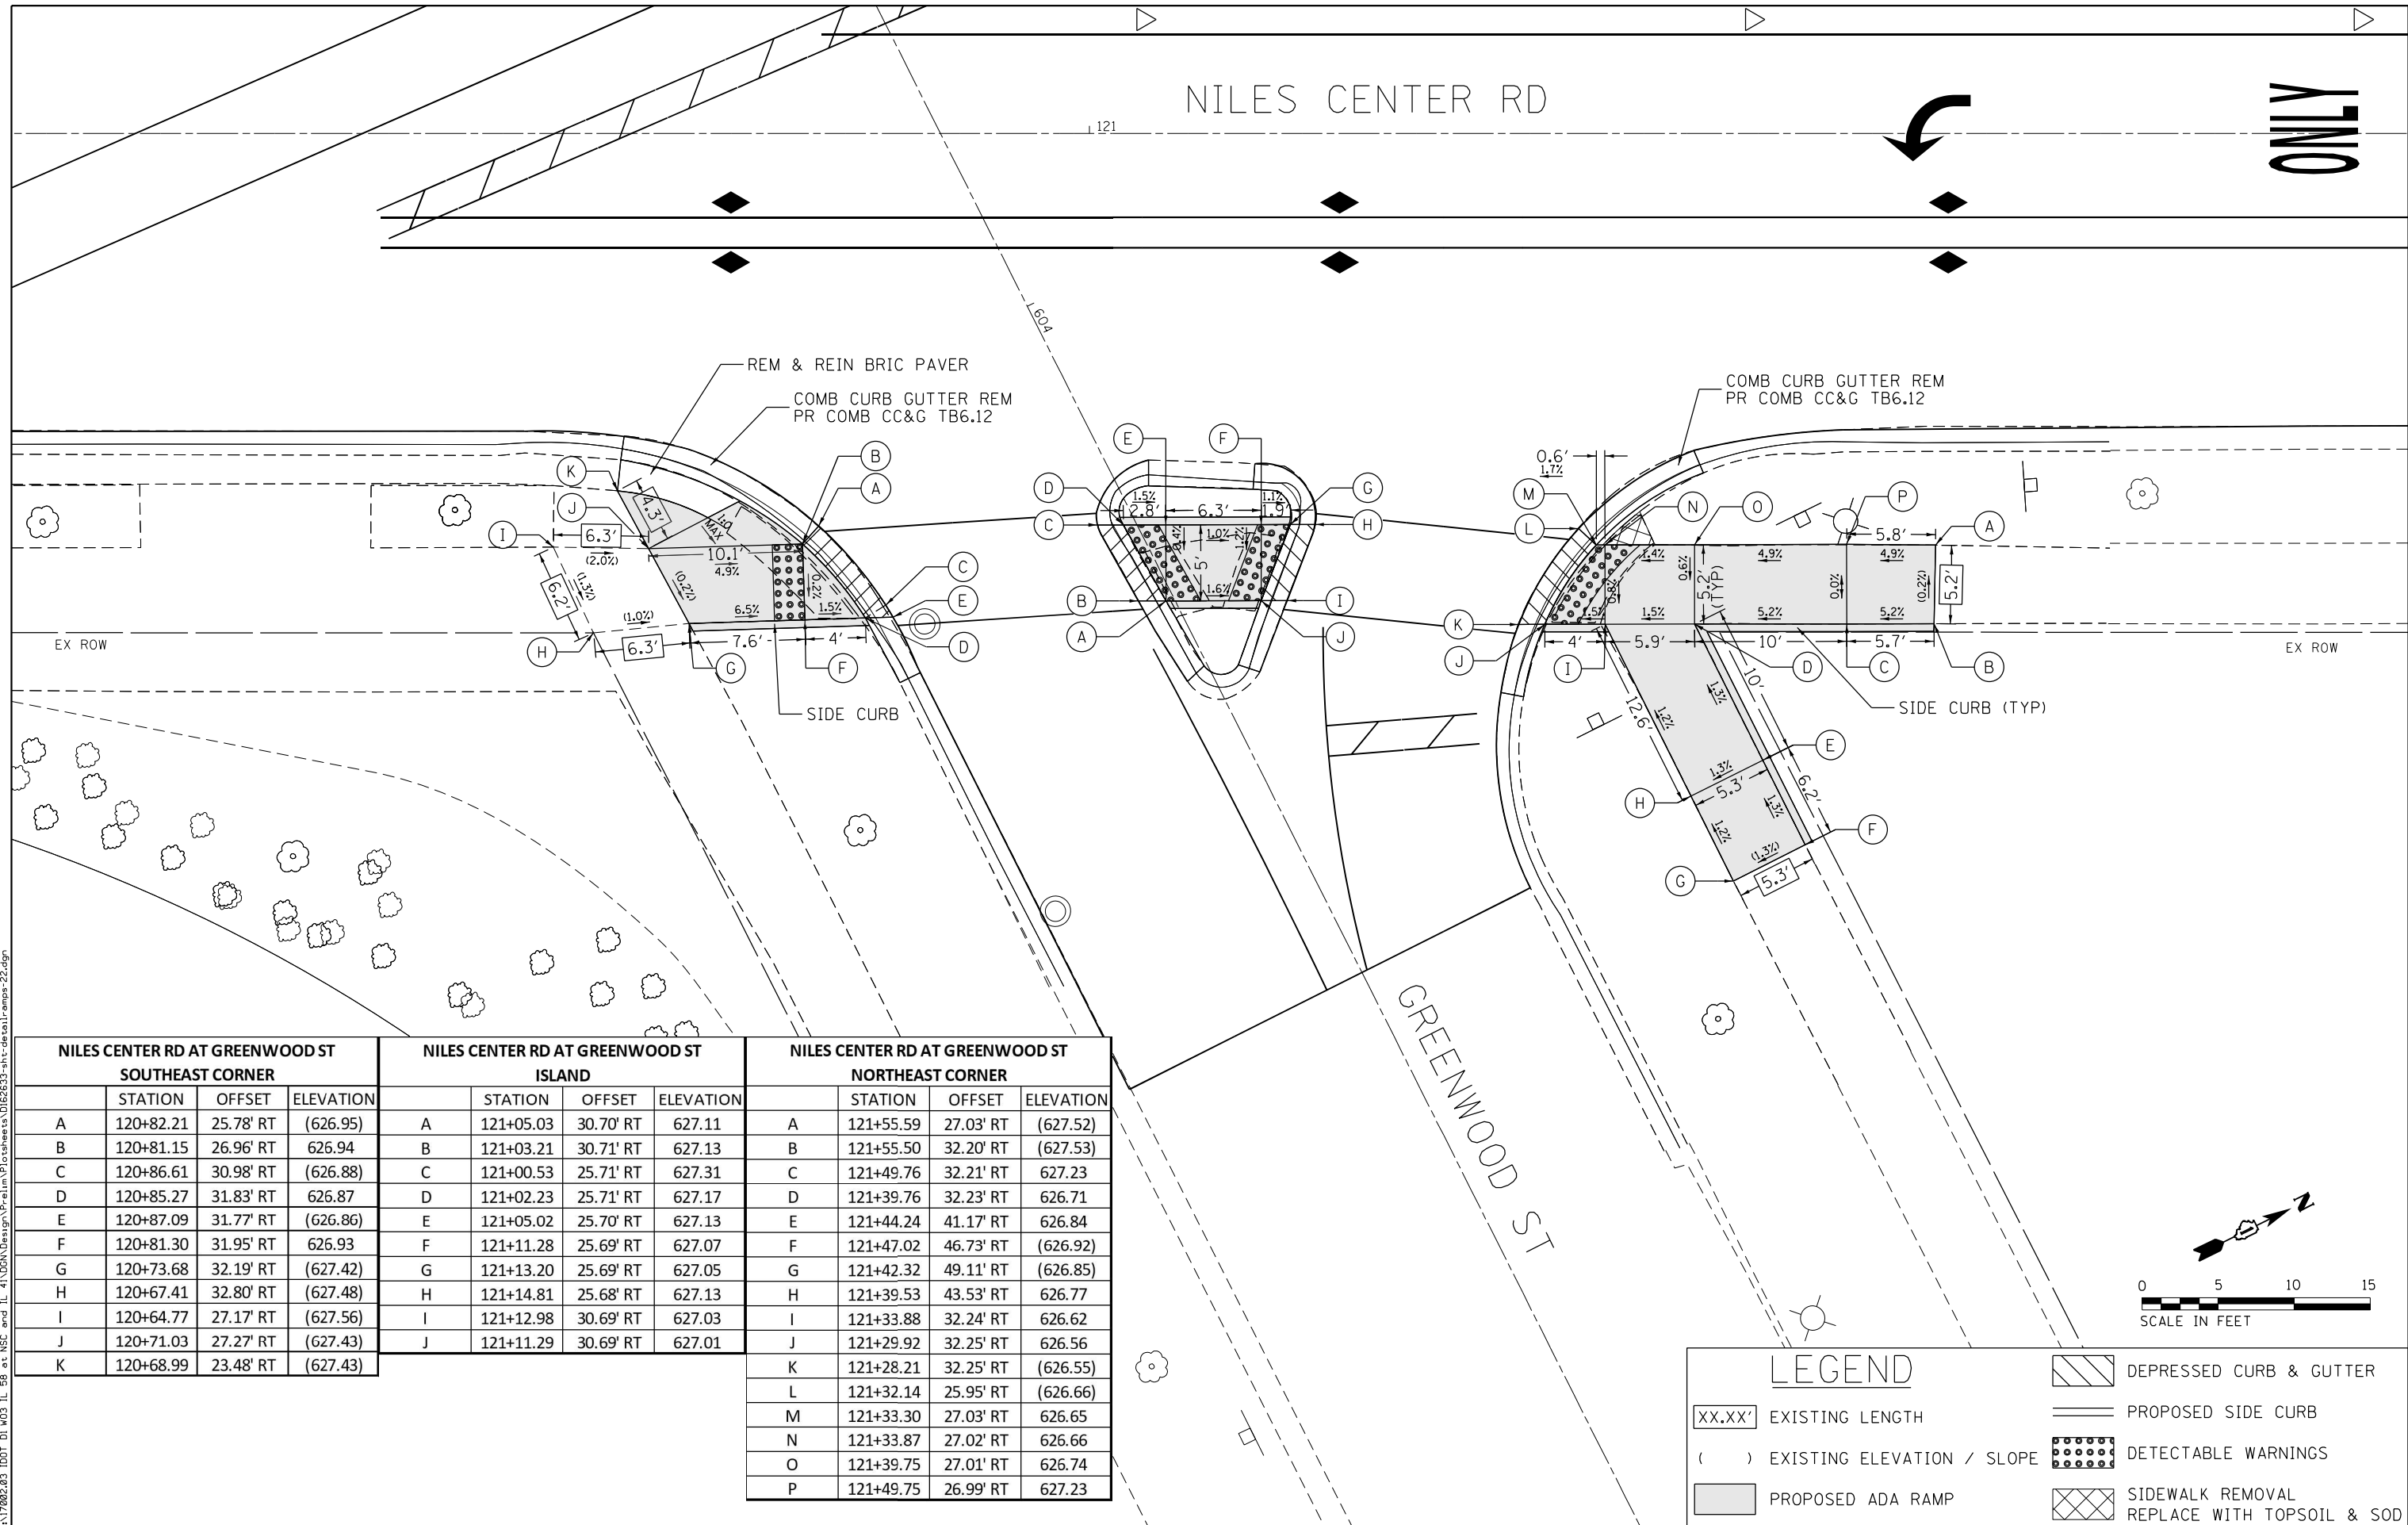 NILES CENTER RD
121
ONLY
604
REM & REIN BRIC PAVER
COMB CURB GUTTER REM
PR COMB CC&G TB6.12
COMB CURB GUTTER REM
PR COMB CC&G TB6.12
K
J
I
H
G
F
B
A
C
E
D
4.3'
1.0
MAX
6.3'
(2.0%)
10.1'
4.9%
6.2'
(1.3%)
(0.2%)
(1.0%)
6.5%
0.2%
1.5%
6.3'
7.6'
4'
SIDE CURB
EX ROW
E
F
D
C
B
A
G
H
I
J
1.5%
2.8'
6.3'
1.1%
1.9'
1.0%
1.2%
5'
1.6%
0.6'
1.7%
M
L
K
J
I
N
O
P
A
B
C
D
E
F
G
H
5.8'
1.4%
4.9%
4.9%
0.6%
5.2'
(TYP)
0.0%
(0.2%)
5.2'
0.8%
1.5%
1.5%
5.2%
5.2%
4'
5.9'
10'
5.7'
EX ROW
SIDE CURB (TYP)
10'
1.3%
12.6'
1.2%
1.3%
5.3'
6.2'
1.3%
1.2%
(1.3%)
5.3'
GREENWOOD ST
NILES CENTER RD AT GREENWOOD ST
SOUTHEAST CORNER
STATION OFFSET ELEVATION
A 120+82.21 25.78' RT (626.95)
B 120+81.15 26.96' RT 626.94
C 120+86.61 30.98' RT (626.88)
D 120+85.27 31.83' RT 626.87
E 120+87.09 31.77' RT (626.86)
F 120+81.30 31.95' RT 626.93
G 120+73.68 32.19' RT (627.42)
H 120+67.41 32.80' RT (627.48)
I 120+64.77 27.17' RT (627.56)
J 120+71.03 27.27' RT (627.43)
K 120+68.99 23.48' RT (627.43)
NILES CENTER RD AT GREENWOOD ST
ISLAND
STATION OFFSET ELEVATION
A 121+05.03 30.70' RT 627.11
B 121+03.21 30.71' RT 627.13
C 121+00.53 25.71' RT 627.31
D 121+02.23 25.71' RT 627.17
E 121+05.02 25.70' RT 627.13
F 121+11.28 25.69' RT 627.07
G 121+13.20 25.69' RT 627.05
H 121+14.81 25.68' RT 627.13
I 121+12.98 30.69' RT 627.03
J 121+11.29 30.69' RT 627.01
NILES CENTER RD AT GREENWOOD ST
NORTHEAST CORNER
STATION OFFSET ELEVATION
A 121+55.59 27.03' RT (627.52)
B 121+55.50 32.20' RT (627.53)
C 121+49.76 32.21' RT 627.23
D 121+39.76 32.23' RT 626.71
E 121+44.24 41.17' RT 626.84
F 121+47.02 46.73' RT (626.92)
G 121+42.32 49.11' RT (626.85)
H 121+39.53 43.53' RT 626.77
I 121+33.88 32.24' RT 626.62
J 121+29.92 32.25' RT 626.56
K 121+28.21 32.25' RT (626.55)
L 121+32.14 25.95' RT (626.66)
M 121+33.30 27.03' RT 626.65
N 121+33.87 27.02' RT 626.66
O 121+39.75 27.01' RT 626.74
P 121+49.75 26.99' RT 627.23
N
0 5 10 15
SCALE IN FEET
LEGEND
XX.XX' EXISTING LENGTH
( ) EXISTING ELEVATION / SLOPE
PROPOSED ADA RAMP
DEPRESSED CURB & GUTTER
PROPOSED SIDE CURB
DETECTABLE WARNINGS
SIDEWALK REMOVAL
REPLACE WITH TOPSOIL & SOD